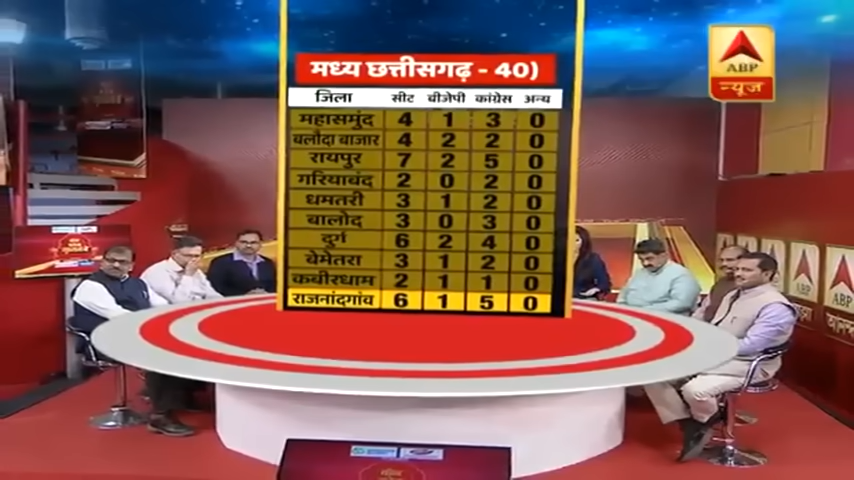 मध्य छत्तीसगढ़ - 40)
जिला सीट बीजेपी कांग्रेस अन्य
महासमुंद 4 1 3 0
बलौदा बाजार 4 2 2 0
रायपुर 7 2 5 0
गरियाबंद 2 0 2 0
धमतरी 3 1 2 0
बालोद 3 0 3 0
दुर्ग 6 2 4 0
बेमेतरा 3 1 2 0
कबीरधाम 2 1 1 0
राजनांदगांव 6 1 5 0
ABP
न्यूज़
ABP
ABP